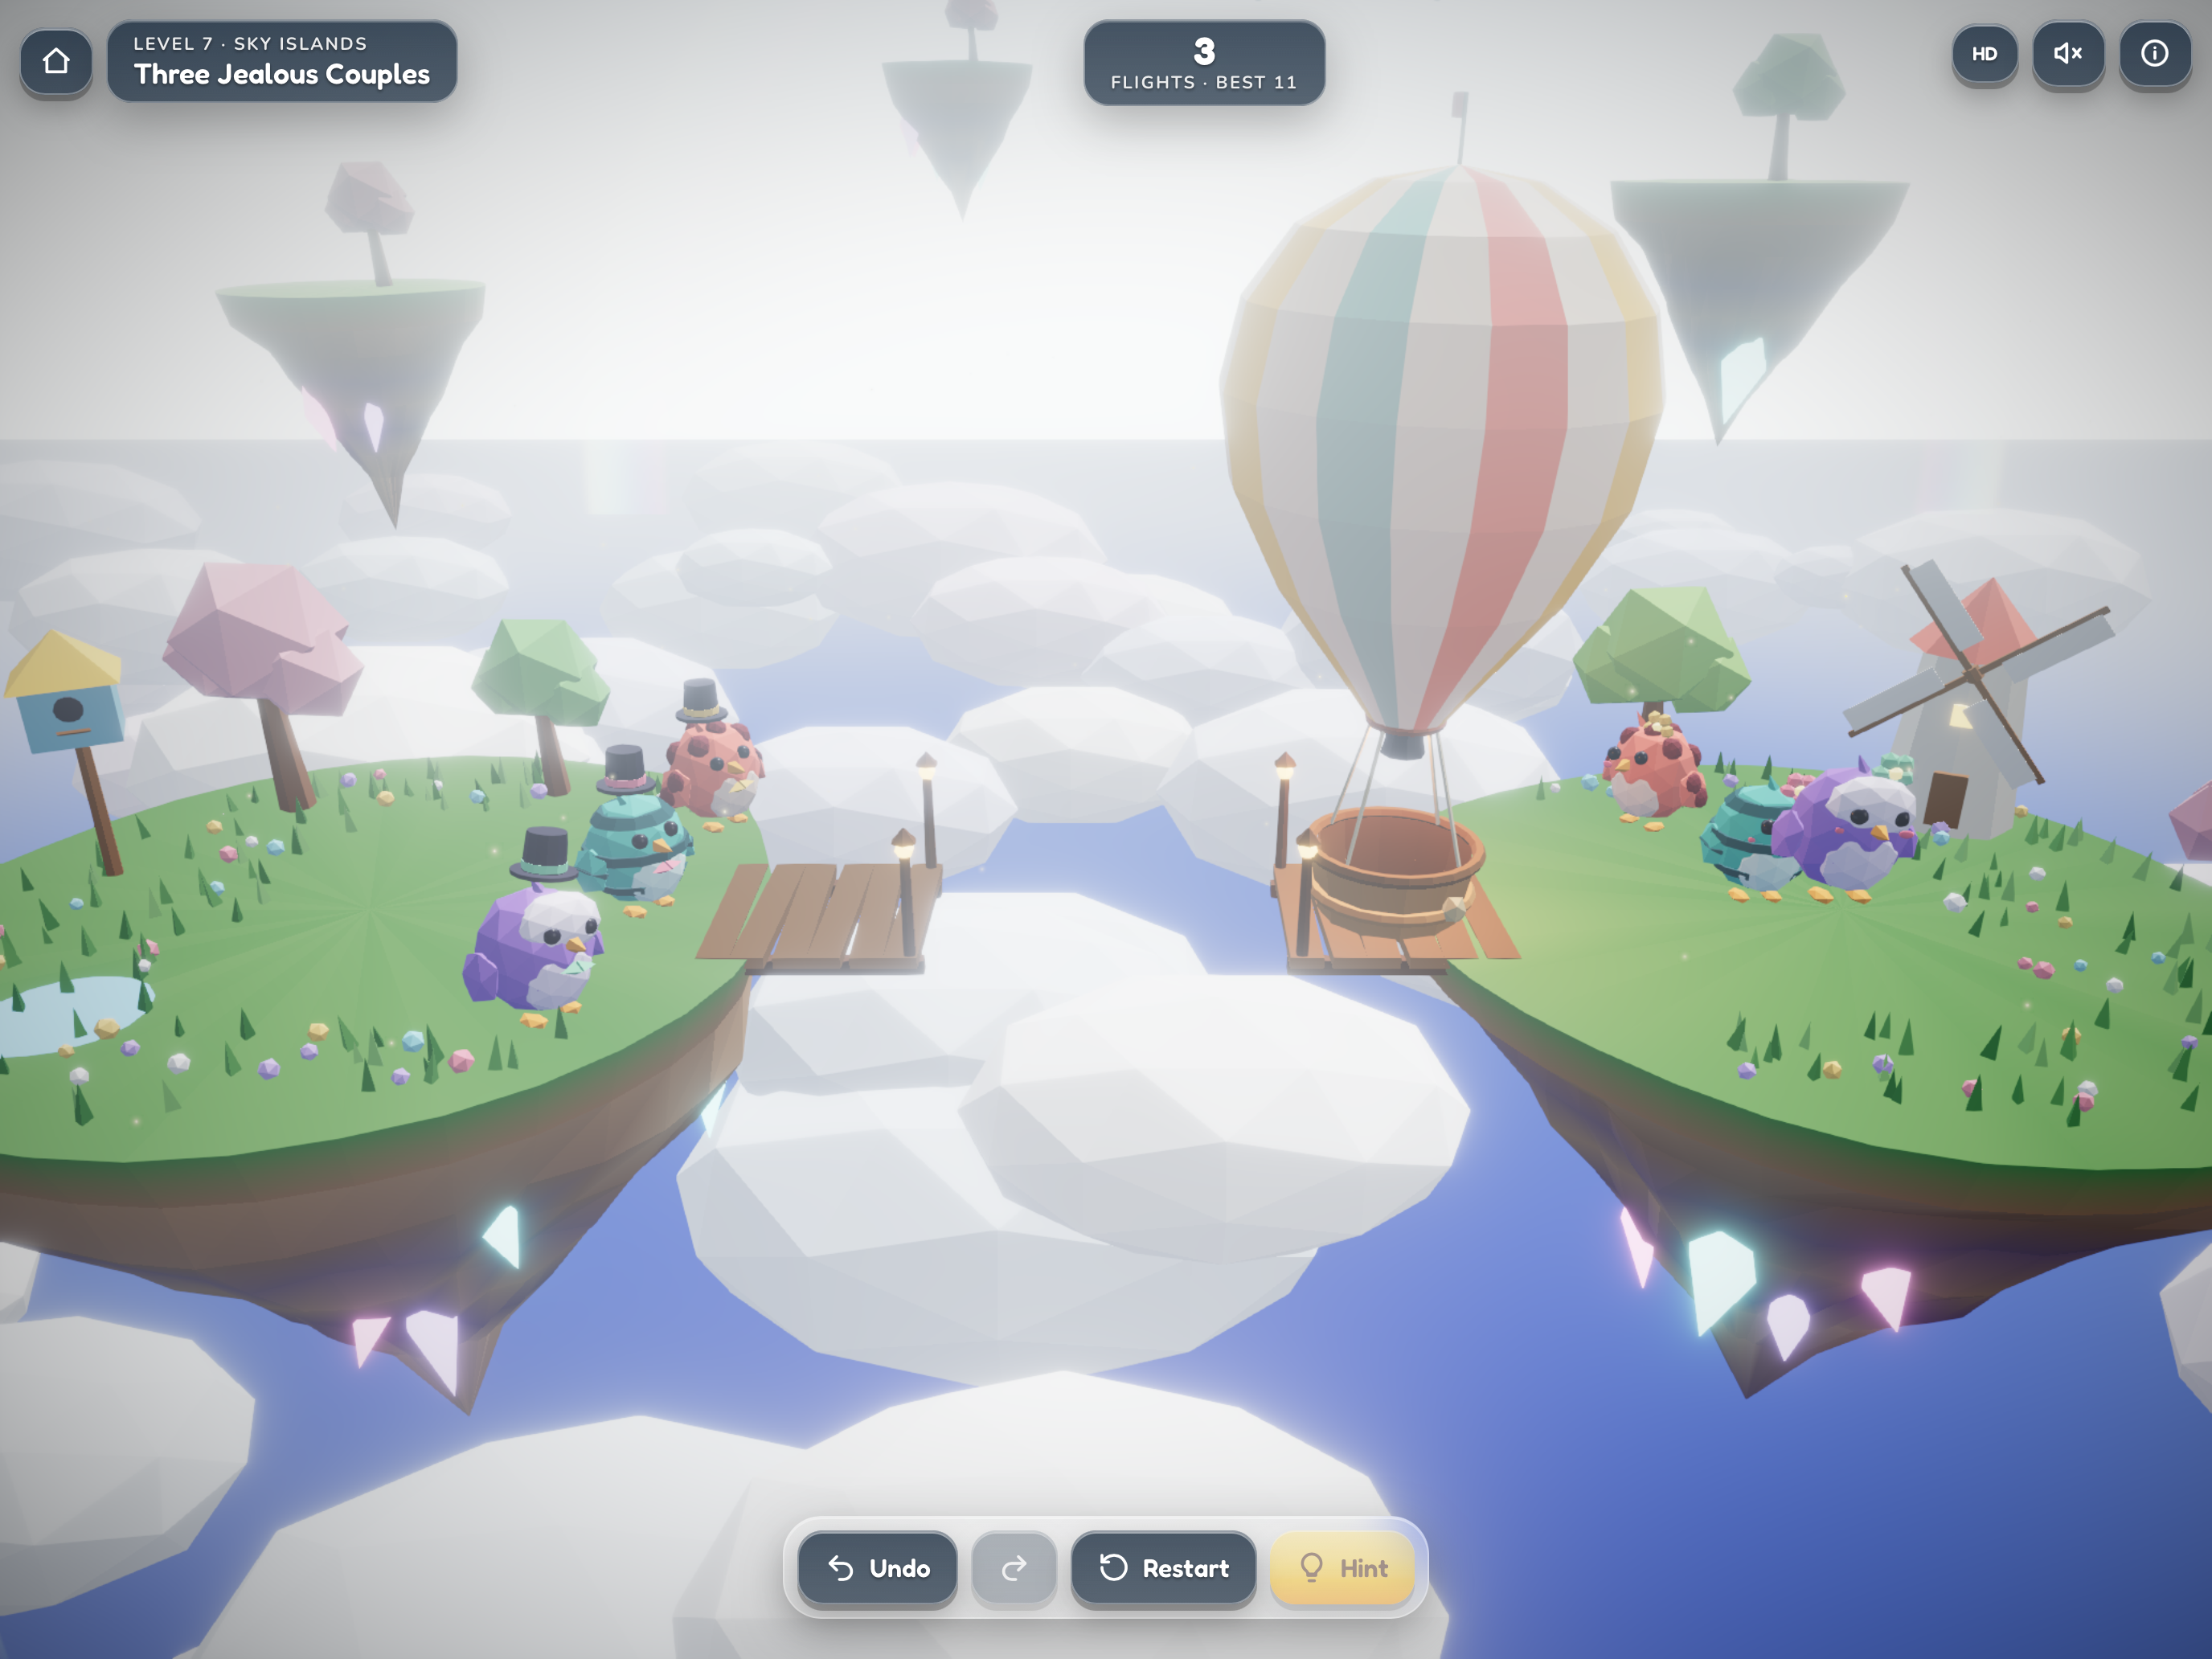 LEVEL 7 · SKY ISLANDS
Three Jealous Couples
3
FLIGHTS · BEST 11
HD
Undo
Restart
Hint